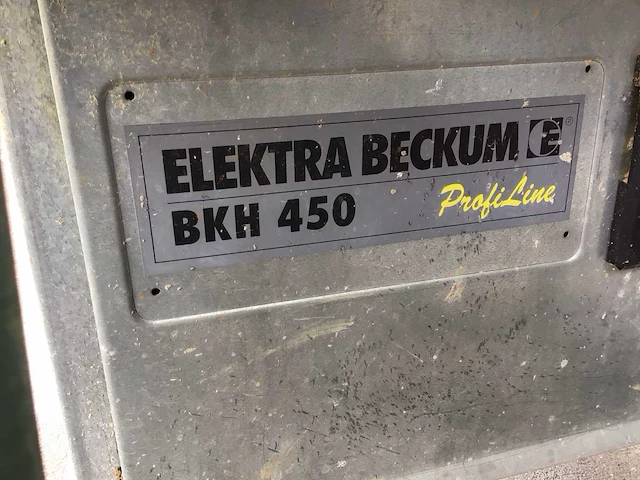 ELEKTRA BECKUM E®
BKH 450 ProfiLine